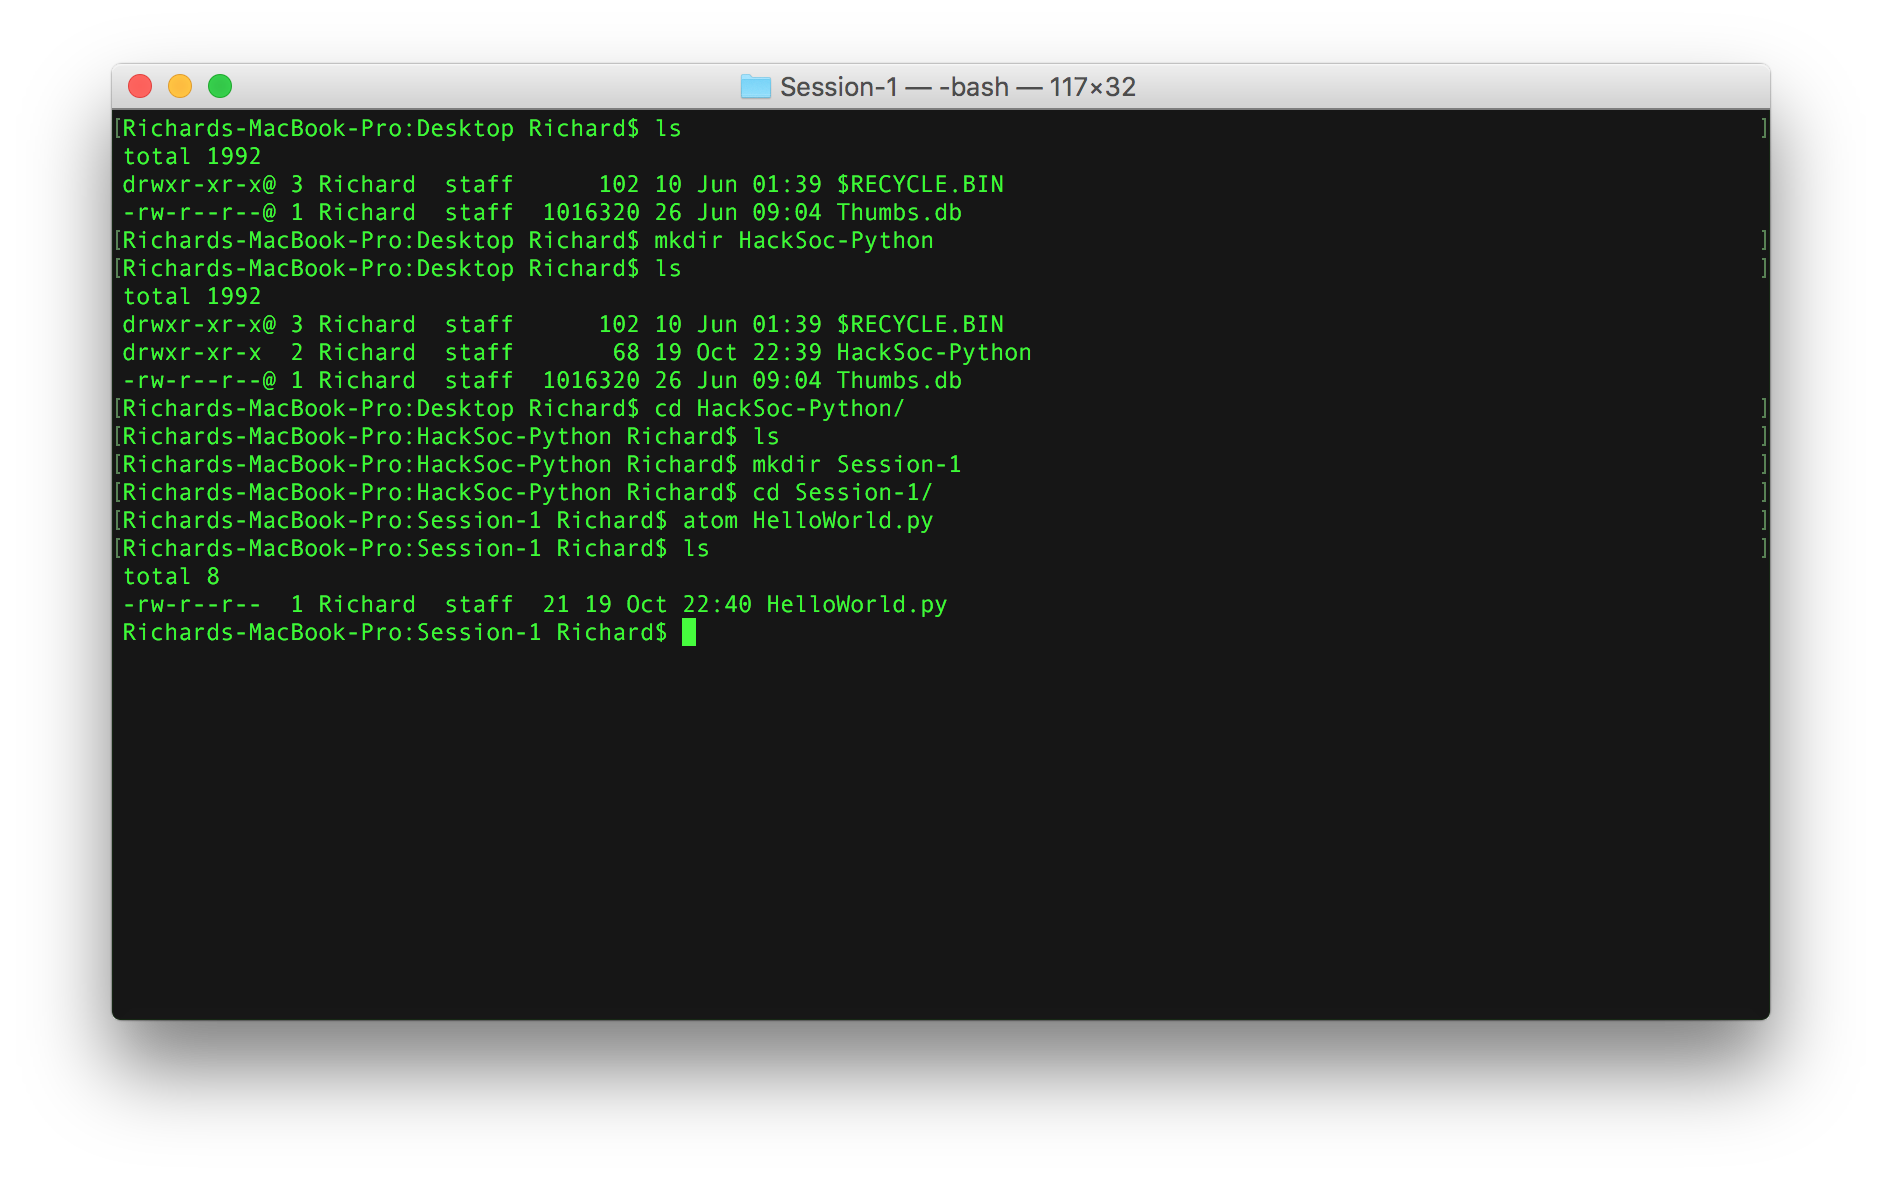 Session-1 — -bash — 117×32
[Richards-MacBook-Pro:Desktop Richard$ ls ]
total 1992
drwxr-xr-x@ 3 Richard  staff      102 10 Jun 01:39 $RECYCLE.BIN
-rw-r--r--@ 1 Richard  staff  1016320 26 Jun 09:04 Thumbs.db
[Richards-MacBook-Pro:Desktop Richard$ mkdir HackSoc-Python ]
[Richards-MacBook-Pro:Desktop Richard$ ls ]
total 1992
drwxr-xr-x@ 3 Richard  staff      102 10 Jun 01:39 $RECYCLE.BIN
drwxr-xr-x  2 Richard  staff       68 19 Oct 22:39 HackSoc-Python
-rw-r--r--@ 1 Richard  staff  1016320 26 Jun 09:04 Thumbs.db
[Richards-MacBook-Pro:Desktop Richard$ cd HackSoc-Python/ ]
[Richards-MacBook-Pro:HackSoc-Python Richard$ ls ]
[Richards-MacBook-Pro:HackSoc-Python Richard$ mkdir Session-1 ]
[Richards-MacBook-Pro:HackSoc-Python Richard$ cd Session-1/ ]
[Richards-MacBook-Pro:Session-1 Richard$ atom HelloWorld.py ]
[Richards-MacBook-Pro:Session-1 Richard$ ls ]
total 8
-rw-r--r--  1 Richard  staff  21 19 Oct 22:40 HelloWorld.py
Richards-MacBook-Pro:Session-1 Richard$